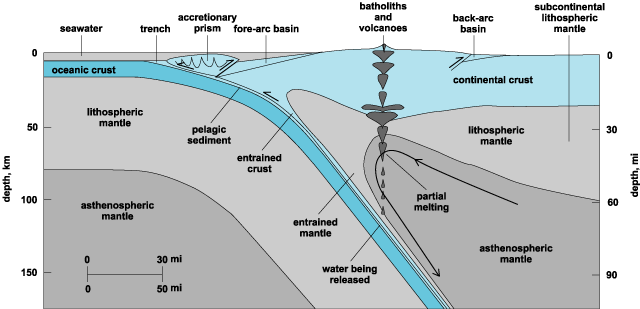 seawater
trench
accretionary
prism
fore-arc basin
batholiths
and
volcanoes
back-arc
basin
subcontinental
lithospheric
mantle
0
50
100
150
depth, km
0
30
60
90
depth, mi
oceanic crust
continental crust
lithospheric
mantle
pelagic
sediment
entrained
crust
lithospheric
mantle
asthenospheric
mantle
partial
melting
entrained
mantle
asthenospheric
mantle
water being
released
0 30 mi
0 50 mi